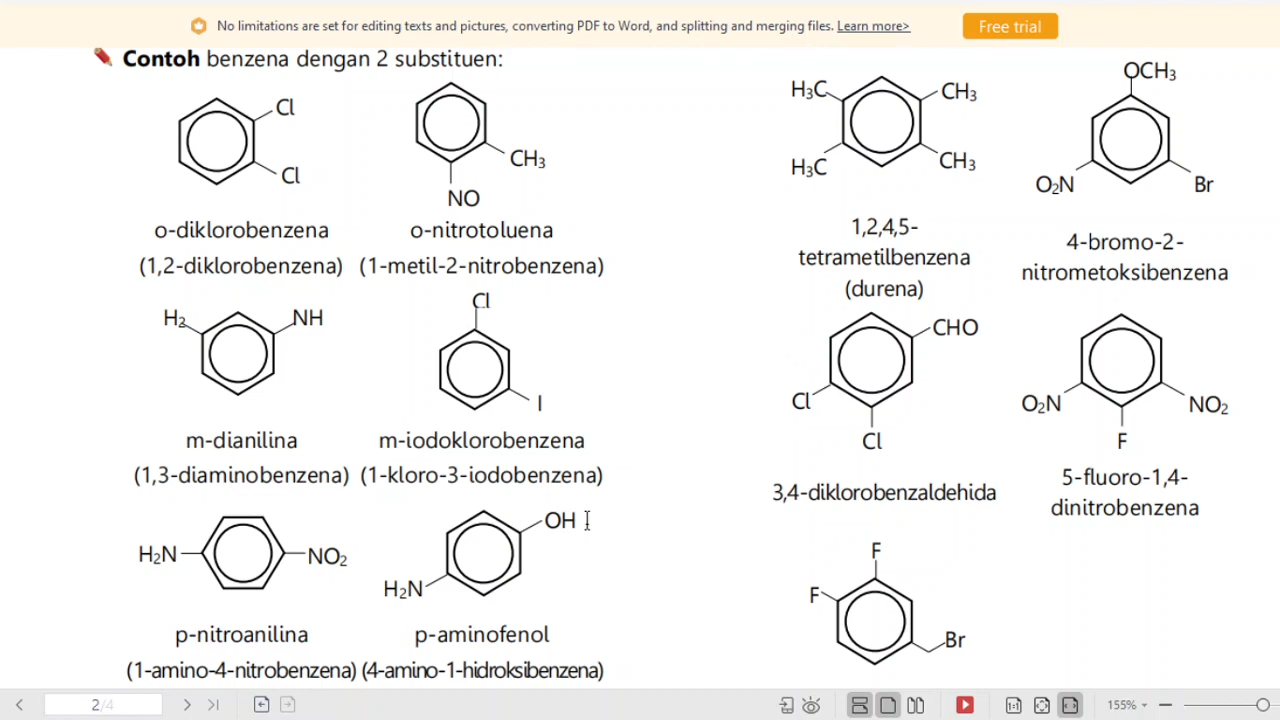 No limitations are set for editing texts and pictures, converting PDF to Word, and splitting and merging files. Learn more>
Free trial
Contoh benzena dengan 2 substituen:
Cl
Cl
o-diklorobenzena
(1,2-diklorobenzena)
CH3
NO
o-nitrotoluena
(1-metil-2-nitrobenzena)
H2
NH
m-dianilina
(1,3-diaminobenzena)
Cl
I
m-iodoklorobenzena
(1-kloro-3-iodobenzena)
H2N
NO2
p-nitroanilina
(1-amino-4-nitrobenzena)
OH
H2N
p-aminofenol
(4-amino-1-hidroksibenzena)
H3C
CH3
H3C
CH3
1,2,4,5-
tetrametilbenzena
(durena)
OCH3
O2N
Br
4-bromo-2-
nitrometoksibenzena
CHO
Cl
Cl
3,4-diklorobenzaldehida
O2N
NO2
F
5-fluoro-1,4-
dinitrobenzena
F
F
Br
2/4
1:1
155%